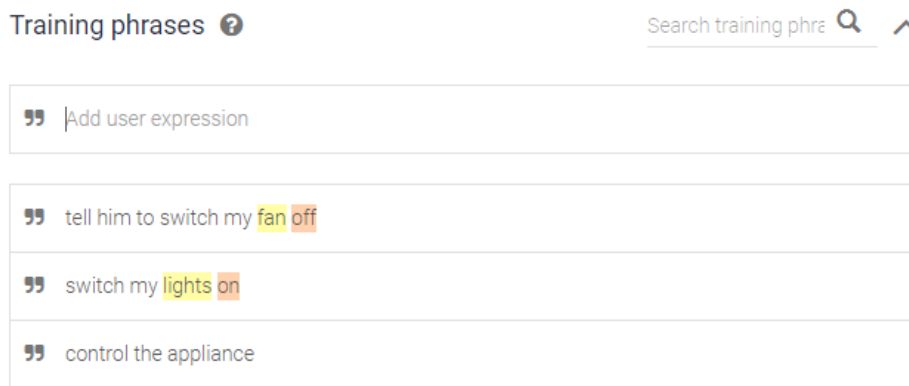 Training phrases
Search training phra
Add user expression
tell him to switch my fan off
switch my lights on
control the appliance